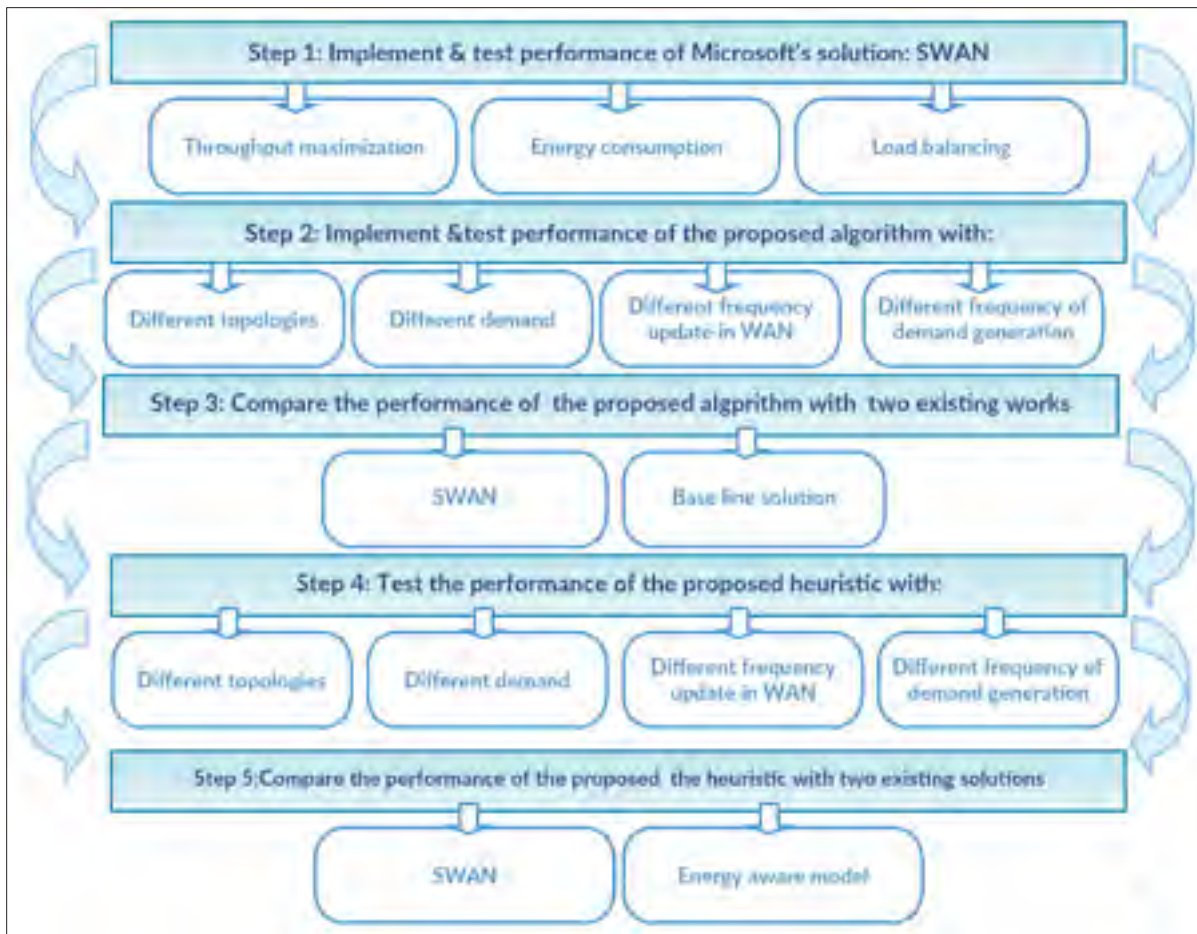 Step 1: Implement & test performance of Microsoft's solution: SWAN
Throughput maximization
Energy consumption
Load balancing
Step 2: Implement &test performance of the proposed algorithm with:
Different topologies
Different demand
Different frequency
update in WAN
Different frequency of
demand generation
Step 3: Compare the performance of the proposed algprithm with two existing works
SWAN
Base line solution
Step 4: Test the performance of the proposed heuristic with:
Different topologies
Different demand
Different frequency
update in WAN
Different frequency of
demand generation
Step 5:Compare the performance of the proposed the heuristic with two existing solutions
SWAN
Energy aware model